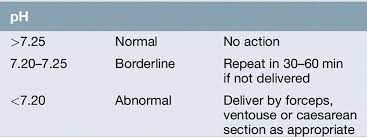 pH
>7.25 Normal No action
7.20–7.25 Borderline Repeat in 30–60 min
if not delivered
<7.20 Abnormal Deliver by forceps,
ventouse or caesarean
section as appropriate